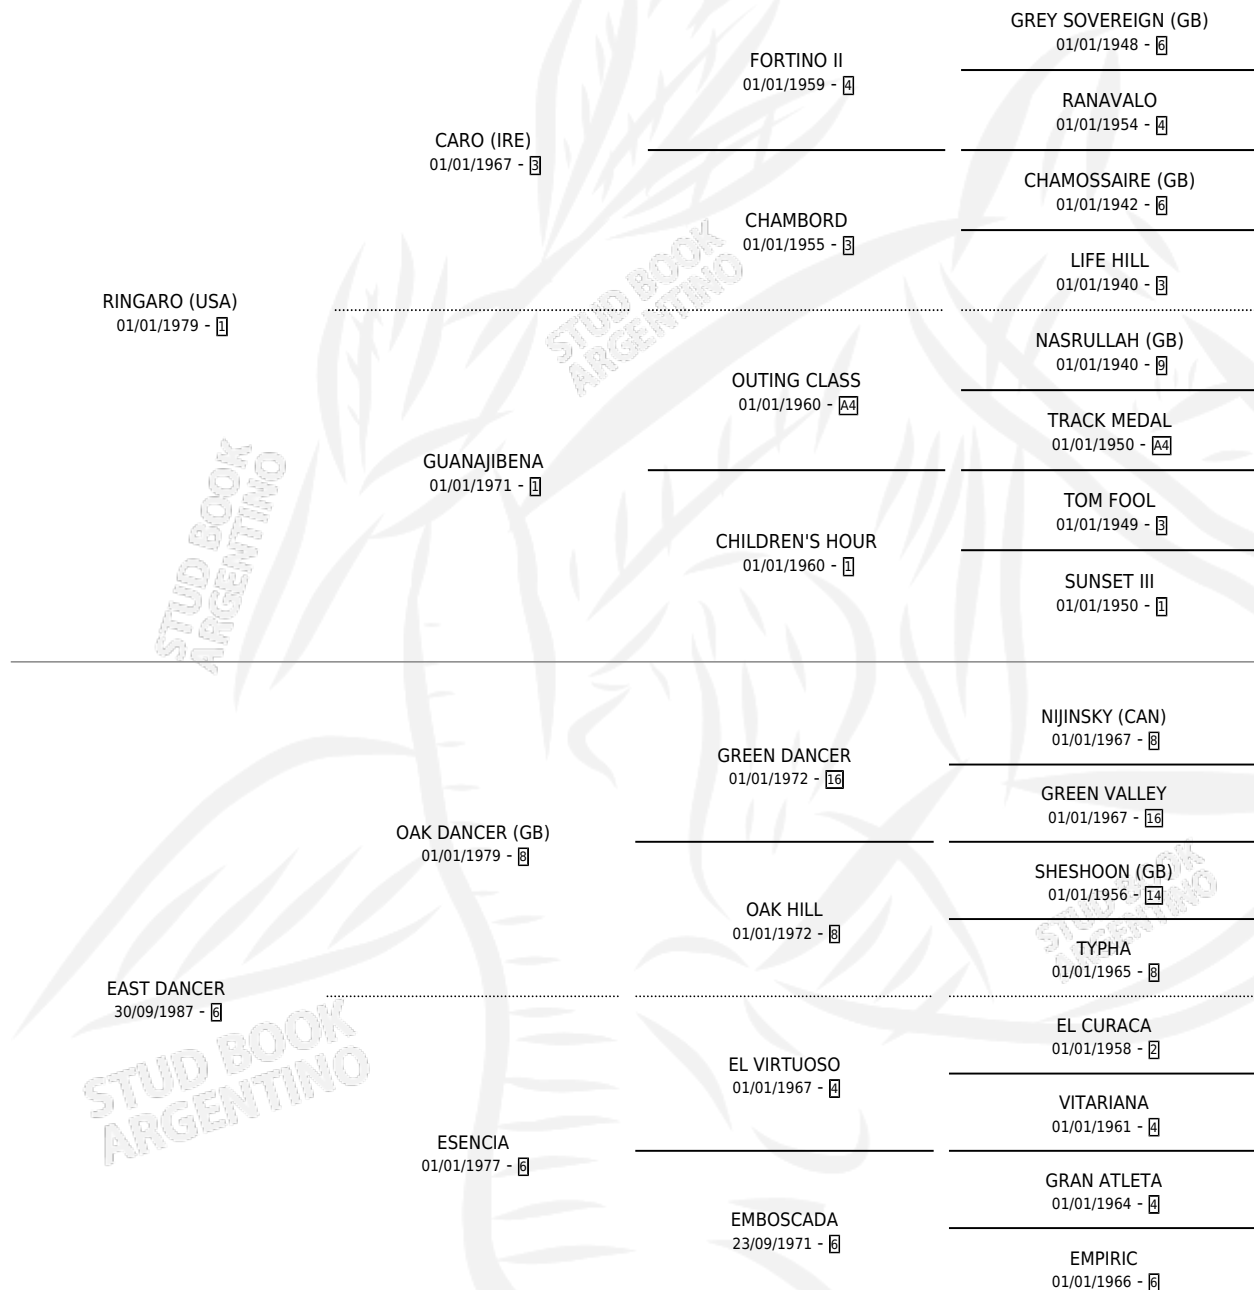 GREY SOVEREIGN (GB)
01/01/1948 - 6
FORTINO II
01/01/1959 - 4
RANAVALO
01/01/1954 - 4
CARO (IRE)
01/01/1967 - 3
CHAMOSSAIRE (GB)
01/01/1942 - 6
CHAMBORD
01/01/1955 - 3
LIFE HILL
01/01/1940 - 3
RINGARO (USA)
01/01/1979 - 1
STUD BOOK
ARGENTINO
NASRULLAH (GB)
01/01/1940 - 9
OUTING CLASS
01/01/1960 - A4
TRACK MEDAL
01/01/1950 - A4
GUANAJIBENA
01/01/1971 - 1
TOM FOOL
01/01/1949 - 3
CHILDREN'S HOUR
01/01/1960 - 1
SUNSET III
01/01/1950 - 1
STUD BOOK
ARGENTINO
NIJINSKY (CAN)
01/01/1967 - 8
GREEN DANCER
01/01/1972 - 16
GREEN VALLEY
01/01/1967 - 16
OAK DANCER (GB)
01/01/1979 - 8
SHESHOON (GB)
01/01/1956 - 14
OAK HILL
01/01/1972 - 8
TYPHA
01/01/1965 - 8
STUD BOOK
ARGENTINO
EAST DANCER
30/09/1987 - 6
EL CURACA
01/01/1958 - 2
EL VIRTUOSO
01/01/1967 - 4
VITARIANA
01/01/1961 - 4
STUD BOOK
ARGENTINO
ESENCIA
01/01/1977 - 6
GRAN ATLETA
01/01/1964 - 4
EMBOSCADA
23/09/1971 - 6
EMPIRIC
01/01/1966 - 6